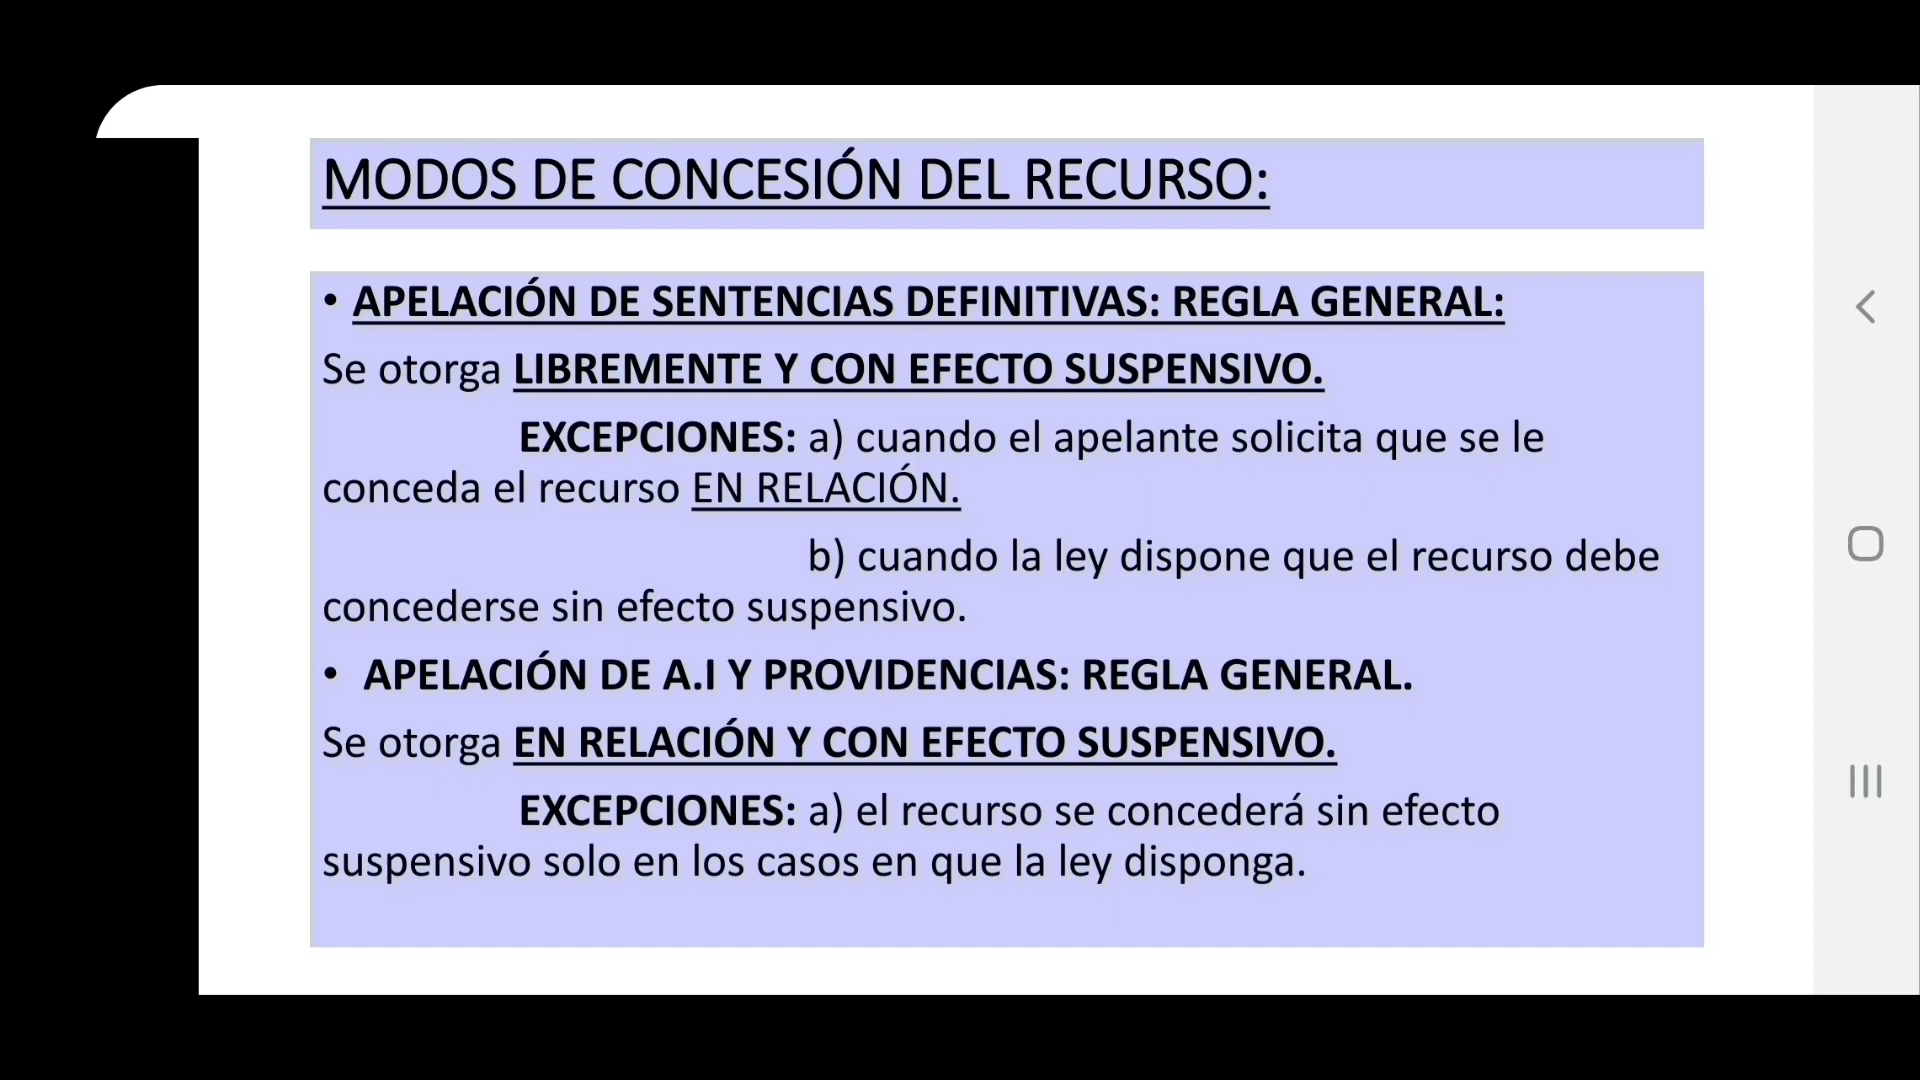 MODOS DE CONCESIÓN DEL RECURSO:
• APELACIÓN DE SENTENCIAS DEFINITIVAS: REGLA GENERAL:
Se otorga LIBREMENTE Y CON EFECTO SUSPENSIVO.
EXCEPCIONES: a) cuando el apelante solicita que se le
conceda el recurso EN RELACIÓN.
b) cuando la ley dispone que el recurso debe
concederse sin efecto suspensivo.
• APELACIÓN DE A.I Y PROVIDENCIAS: REGLA GENERAL.
Se otorga EN RELACIÓN Y CON EFECTO SUSPENSIVO.
EXCEPCIONES: a) el recurso se concederá sin efecto
suspensivo solo en los casos en que la ley disponga.